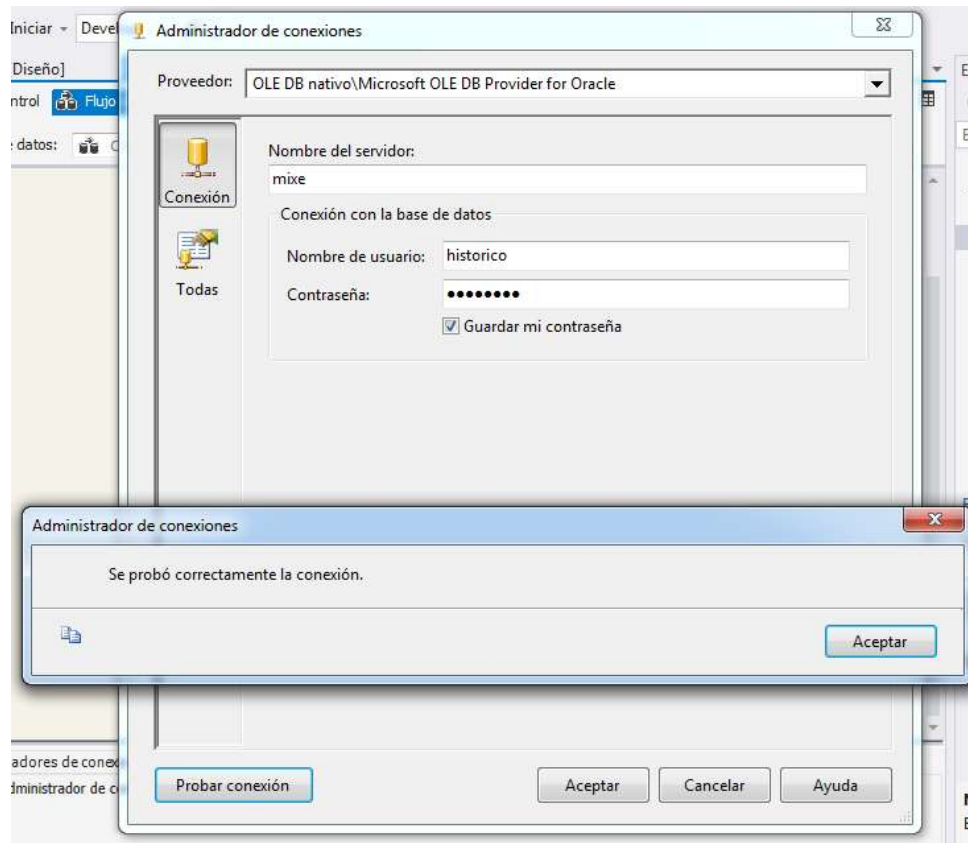 Iniciar
Administrador de conexiones
Diseño]
Proveedor: OLE DB nativo\Microsoft OLE DB Provider for Oracle
Flujo
datos:
Nombre del servidor:
mixe
Conexión
Conexión con la base de datos
Nombre de usuario: historico
Todas
Contraseña: ●●●●●●●●
Guardar mi contraseña
Administrador de conexiones
Se probó correctamente la conexión.
Aceptar
Probar conexión Aceptar Cancelar Ayuda